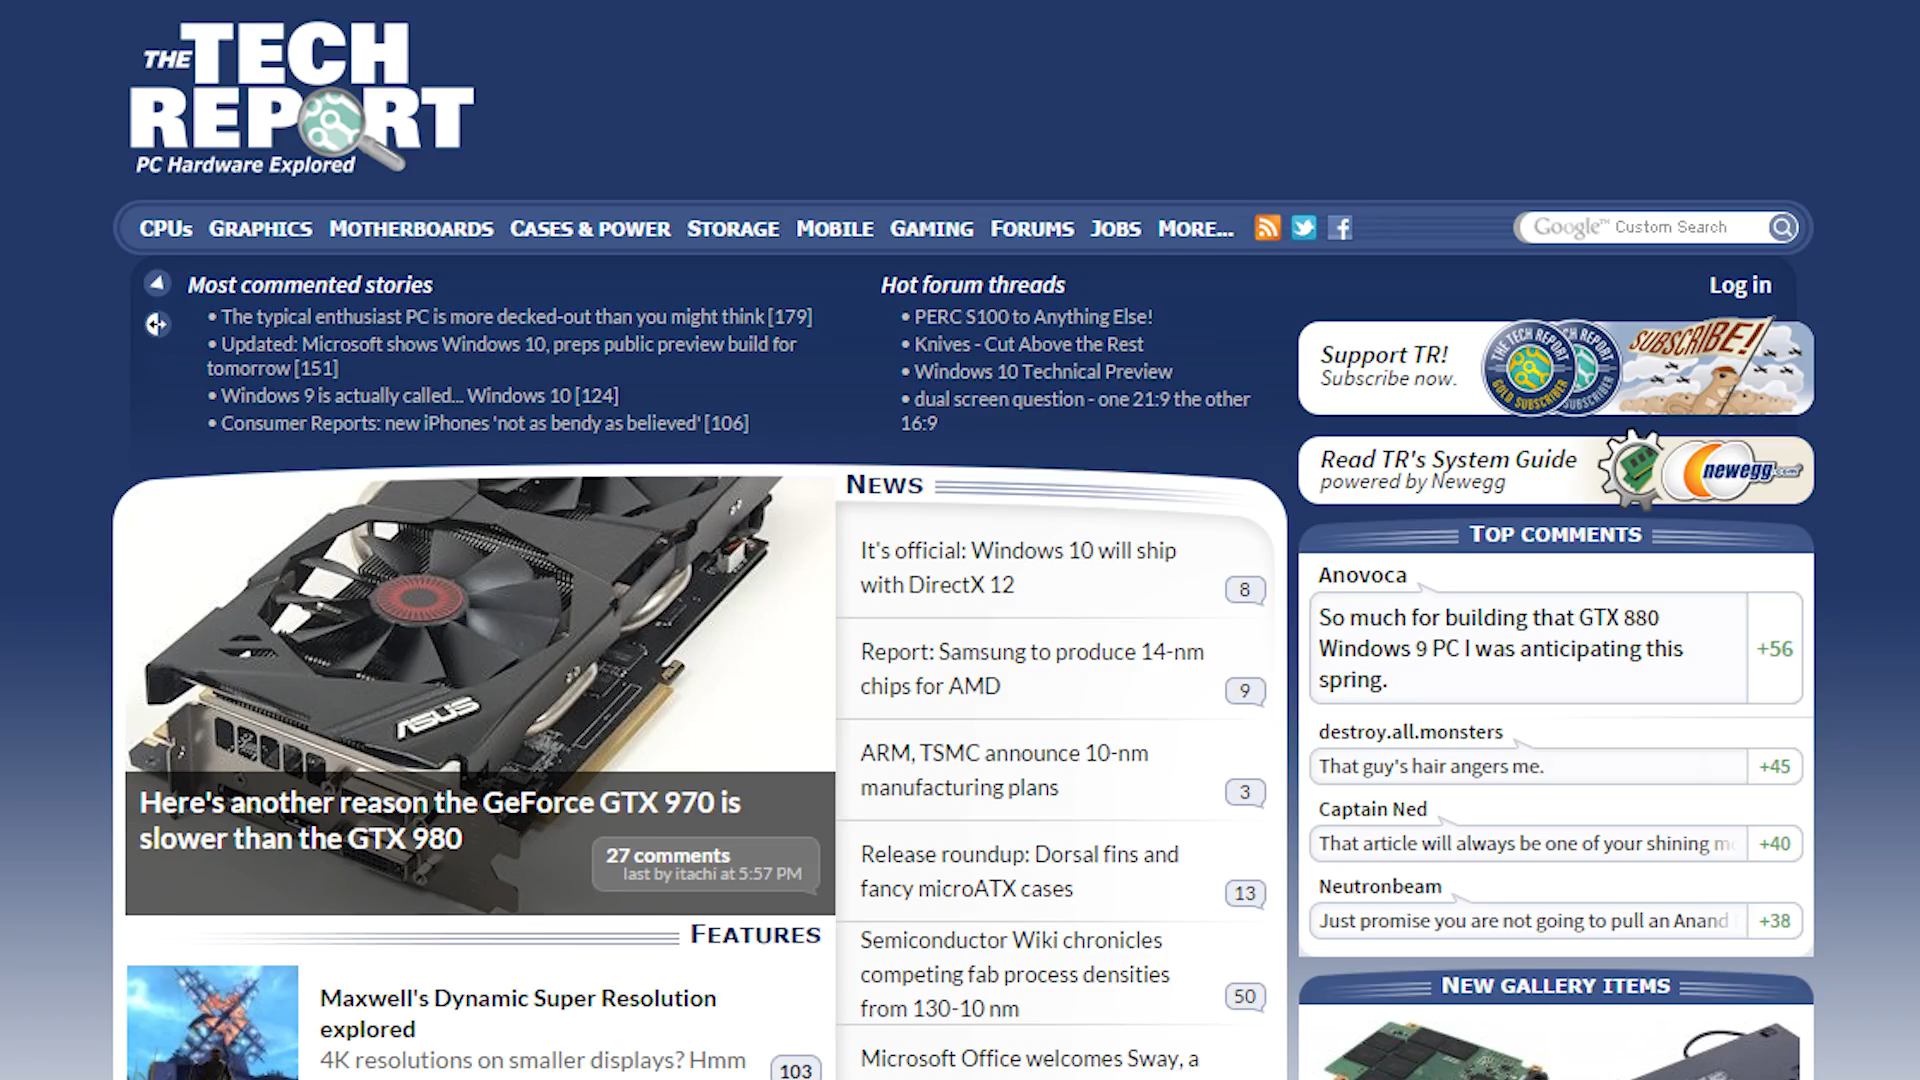 THE TECH
REPORT
PC Hardware Explored
CPUs GRAPHICS MOTHERBOARDS CASES & POWER STORAGE MOBILE GAMING FORUMS JOBS MORE...
Google™ Custom Search
Most commented stories
• The typical enthusiast PC is more decked-out than you might think [179]
• Updated: Microsoft shows Windows 10, preps public preview build for
tomorrow [151]
• Windows 9 is actually called... Windows 10 [124]
• Consumer Reports: new iPhones 'not as bendy as believed' [106]
Hot forum threads
• PERC S100 to Anything Else!
• Knives - Cut Above the Rest
• Windows 10 Technical Preview
• dual screen question - one 21:9 the other
16:9
Log in
Support TR!
Subscribe now.
THE TECH REPORT
GOLD SUBSCRIBER
REPORT
SUBSCRIBER
SUBSCRIBE!
Read TR's System Guide
powered by Newegg
newegg.com
ASUS
Here's another reason the GeForce GTX 970 is
slower than the GTX 980
27 comments
last by itachi at 5:57 PM
FEATURES
Maxwell's Dynamic Super Resolution
explored
4K resolutions on smaller displays? Hmm
103
NEWS
It's official: Windows 10 will ship
with DirectX 12
8
Report: Samsung to produce 14-nm
chips for AMD
9
ARM, TSMC announce 10-nm
manufacturing plans
3
Release roundup: Dorsal fins and
fancy microATX cases
13
Semiconductor Wiki chronicles
competing fab process densities
from 130-10 nm
50
Microsoft Office welcomes Sway, a
TOP COMMENTS
Anovoca
So much for building that GTX 880
Windows 9 PC I was anticipating this
spring.
+56
destroy.all.monsters
That guy's hair angers me.
+45
Captain Ned
That article will always be one of your shining
+40
Neutronbeam
Just promise you are not going to pull an Anand
+38
NEW GALLERY ITEMS